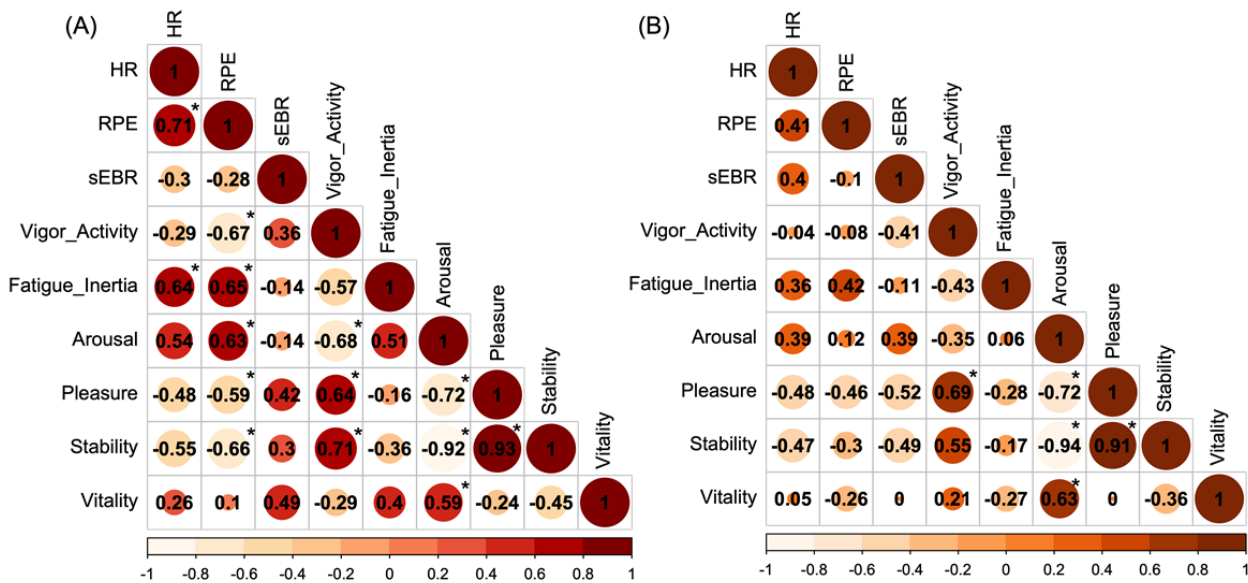 (A)
HR
HR 1
RPE
RPE 0.71* 1
sEBR
sEBR -0.3 -0.28 1
Vigor_Activity
Vigor_Activity -0.29 -0.67* 0.36 1
Fatigue_Inertia
Fatigue_Inertia 0.64* 0.65* -0.14 -0.57 1
Arousal
Arousal 0.54 0.63* -0.14 -0.68* 0.51 1
Pleasure
Pleasure -0.48 -0.59* 0.42 0.64* -0.16 -0.72* 1
Stability
Stability -0.55 -0.66* 0.3 0.71* -0.36 -0.92* 0.93* 1
Vitality
Vitality 0.26 0.1 0.49 -0.29 0.4 0.59* -0.24 -0.45 1
-1 -0.8 -0.6 -0.4 -0.2 0 0.2 0.4 0.6 0.8 1
(B)
HR
HR 1
RPE
RPE 0.41 1
sEBR
sEBR 0.4 -0.1 1
Vigor_Activity
Vigor_Activity -0.04 -0.08 -0.41 1
Fatigue_Inertia
Fatigue_Inertia 0.36 0.42 -0.11 -0.43 1
Arousal
Arousal 0.39 0.12 0.39 -0.35 0.06 1
Pleasure
Pleasure -0.48 -0.46 -0.52 0.69* -0.28 -0.72* 1
Stability
Stability -0.47 -0.3 -0.49 0.55 -0.17 -0.94* 0.91* 1
Vitality
Vitality 0.05 -0.26 0 0.21 -0.27 0.63* 0 -0.36 1
-1 -0.8 -0.6 -0.4 -0.2 0 0.2 0.4 0.6 0.8 1